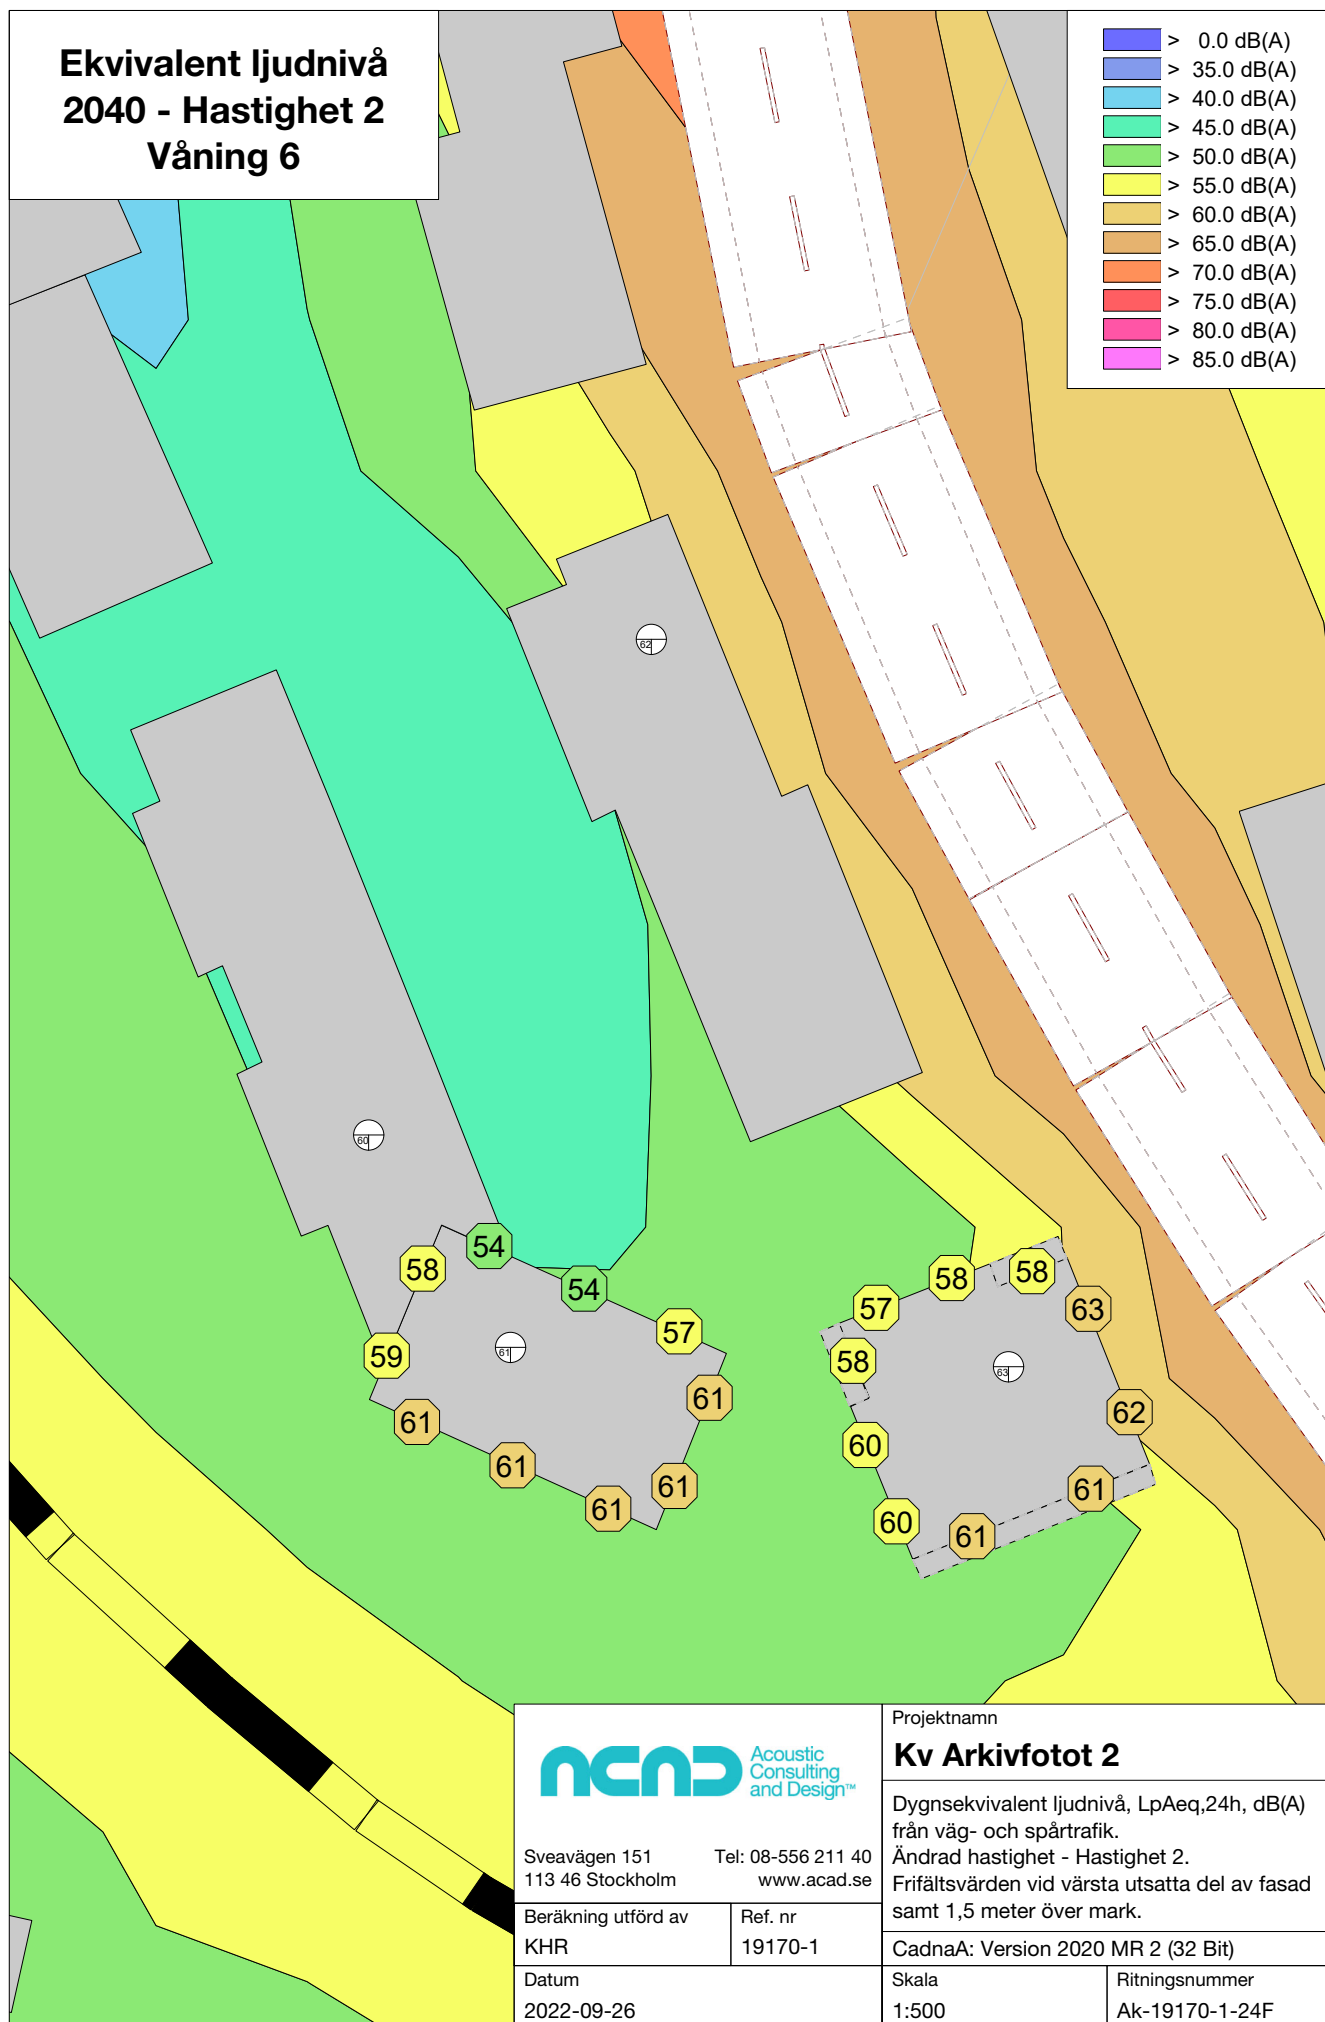 Ekvivalent ljudnivå
2040 - Hastighet 2
Våning 6
> 0.0 dB(A)
> 35.0 dB(A)
> 40.0 dB(A)
> 45.0 dB(A)
> 50.0 dB(A)
> 55.0 dB(A)
> 60.0 dB(A)
> 65.0 dB(A)
> 70.0 dB(A)
> 75.0 dB(A)
> 80.0 dB(A)
> 85.0 dB(A)
62
60
54
58
54
57
59
61
61
61
61
61
61
58
58
57
63
58
63
62
60
61
60
61
acad
Acoustic
Consulting
and Design™
Sveavägen 151
113 46 Stockholm
Tel: 08-556 211 40
www.acad.se
Beräkning utförd av
KHR
Ref. nr
19170-1
Datum
2022-09-26
Projektnamn
Kv Arkivfotot 2
Dygnsekvivalent ljudnivå, LpAeq,24h, dB(A)
från väg- och spårtrafik.
Ändrad hastighet - Hastighet 2.
Frifältsvärden vid värsta utsatta del av fasad
samt 1,5 meter över mark.
CadnaA: Version 2020 MR 2 (32 Bit)
Skala
1:500
Ritningsnummer
Ak-19170-1-24F